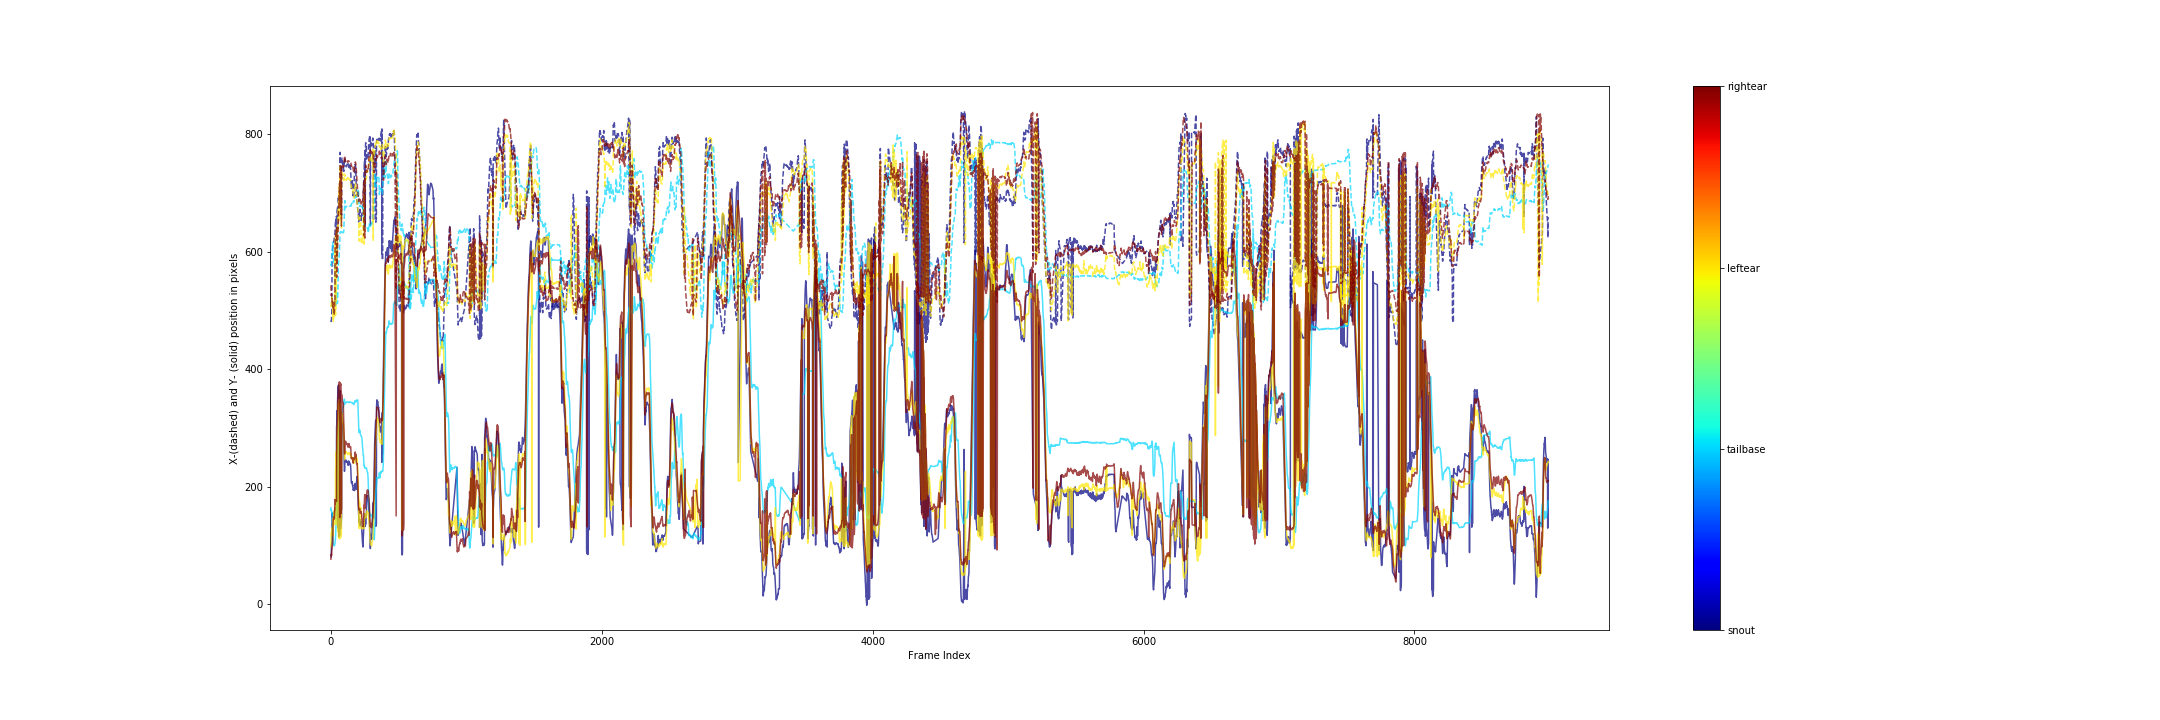 X-(dashed) and Y- (solid) position in pixels
800
600
400
200
0
0 2000 4000 6000 8000
Frame Index
rightear
leftear
tailbase
snout